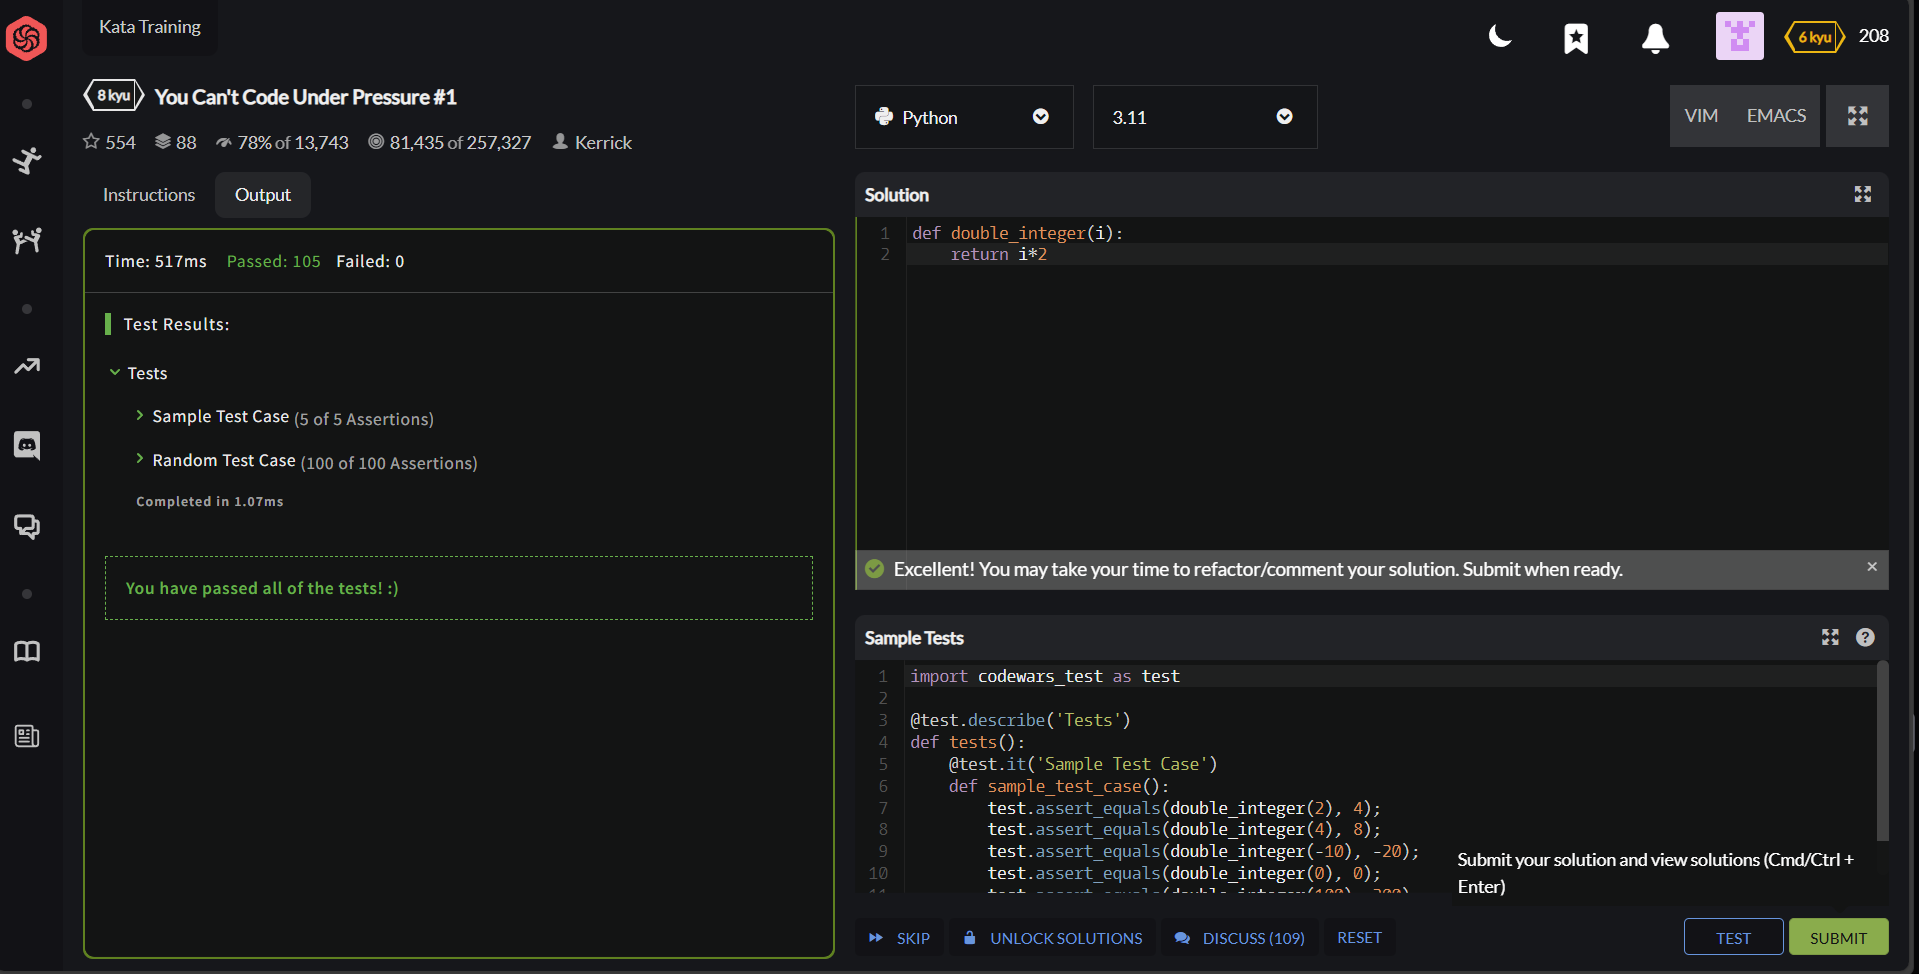 Kata Training
6 kyu 208
8 kyu You Can't Code Under Pressure #1
554 88 78% of 13,743 81,435 of 257,327 Kerrick
Instructions Output
Time: 517ms Passed: 105 Failed: 0
Test Results:
Tests
Sample Test Case (5 of 5 Assertions)
Random Test Case (100 of 100 Assertions)
Completed in 1.07ms
You have passed all of the tests! :)
Python 3.11 VIM EMACS
Solution
1 def double_integer(i):
2     return i*2
Excellent! You may take your time to refactor/comment your solution. Submit when ready. ×
Sample Tests ?
1 import codewars_test as test
2
3 @test.describe('Tests')
4 def tests():
5     @test.it('Sample Test Case')
6     def sample_test_case():
7         test.assert_equals(double_integer(2), 4);
8         test.assert_equals(double_integer(4), 8);
9         test.assert_equals(double_integer(-10), -20);
10         test.assert_equals(double_integer(0), 0);
11         test.assert_equals(double_integer(100), 200)
Submit your solution and view solutions (Cmd/Ctrl +
Enter)
SKIP UNLOCK SOLUTIONS DISCUSS (109) RESET TEST SUBMIT